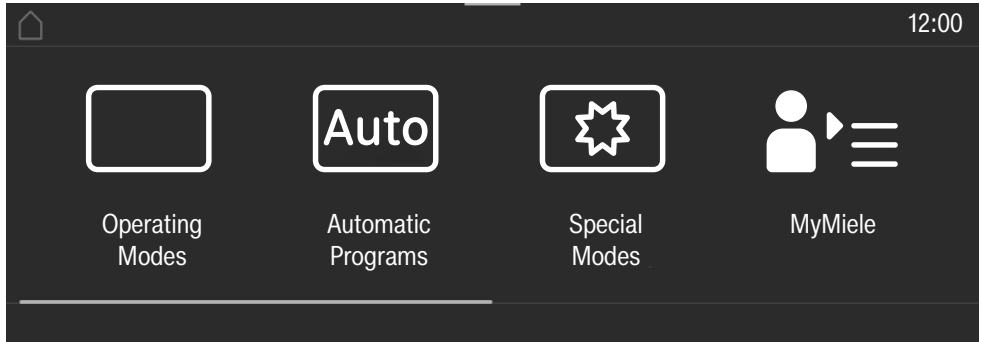 12:00
Auto
Operating
Modes
Automatic
Programs
Special
Modes
MyMiele